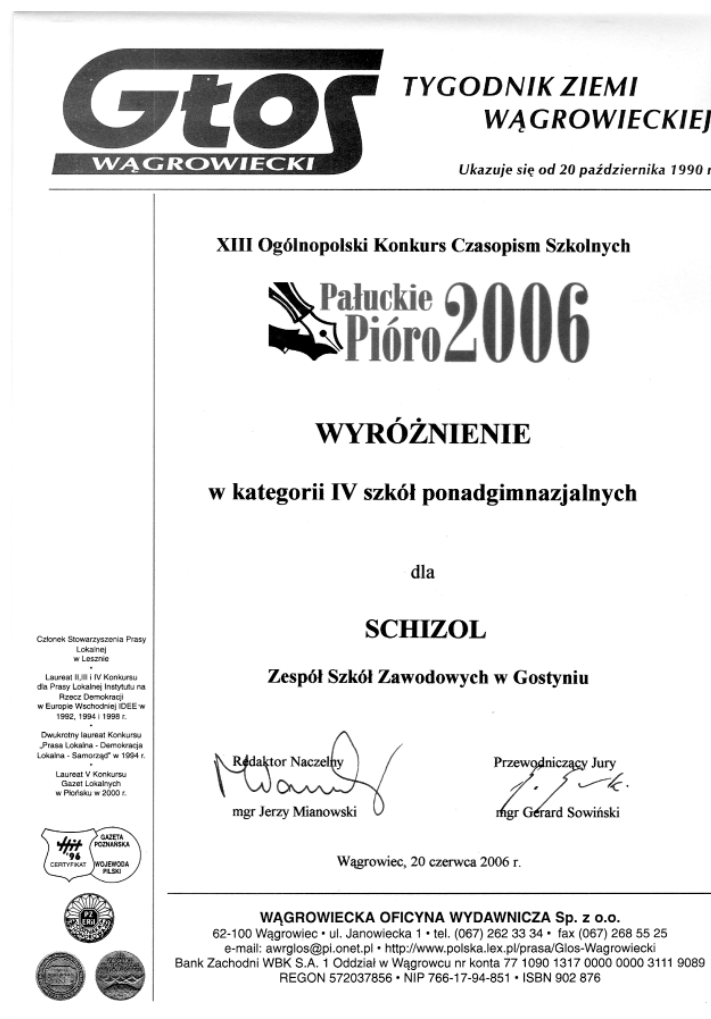 Głos
WĄGROWIECKI
TYGODNIK ZIEMI
WĄGROWIECKIEJ
Ukazuje się od 20 października 1990 r
XIII Ogólnopolski Konkurs Czasopism Szkolnych
Pałuckie
Pióro 2006
WYRÓŻNIENIE
w kategorii IV szkół ponadgimnazjalnych
dla
SCHIZOL
Zespół Szkół Zawodowych w Gostyniu
Redaktor Naczelny
mgr Jerzy Mianowski
Przewodniczący Jury
mgr Gerard Sowiński
Wągrowiec, 20 czerwca 2006 r.
Członek Stowarzyszenia Prasy
Lokalnej
w Lesznie
•
Laureat II,III i IV Konkursu
dla Prasy Lokalnej Instytutu na
Rzecz Demokracji
w Europie Wschodniej IDEE w
1992, 1994 i 1998 r.
•
Dwukrotny laureat Konkursu
„Prasa Lokalna - Demokracja
Lokalna - Samorząd" w 1994 r.
•
Laureat V Konkursu
Gazet Lokalnych
w Płońsku w 2000 r.
Hit
'96
CERTYFIKAT
GAZETA
POZNAŃSKA
WOJEWODA
PILSKI
WĄGROWIECKA OFICYNA WYDAWNICZA Sp. z o.o.
62-100 Wągrowiec • ul. Janowiecka 1 • tel. (067) 262 33 34 • fax (067) 268 55 25
e-mail: awrglos@pi.onet.pl • http://www.polska.lex.pl/prasa/Glos-Wagrowiecki
Bank Zachodni WBK S.A. 1 Oddział w Wągrowcu nr konta 77 1090 1317 0000 0000 3111 9089
REGON 572037856 • NIP 766-17-94-851 • ISBN 902 876